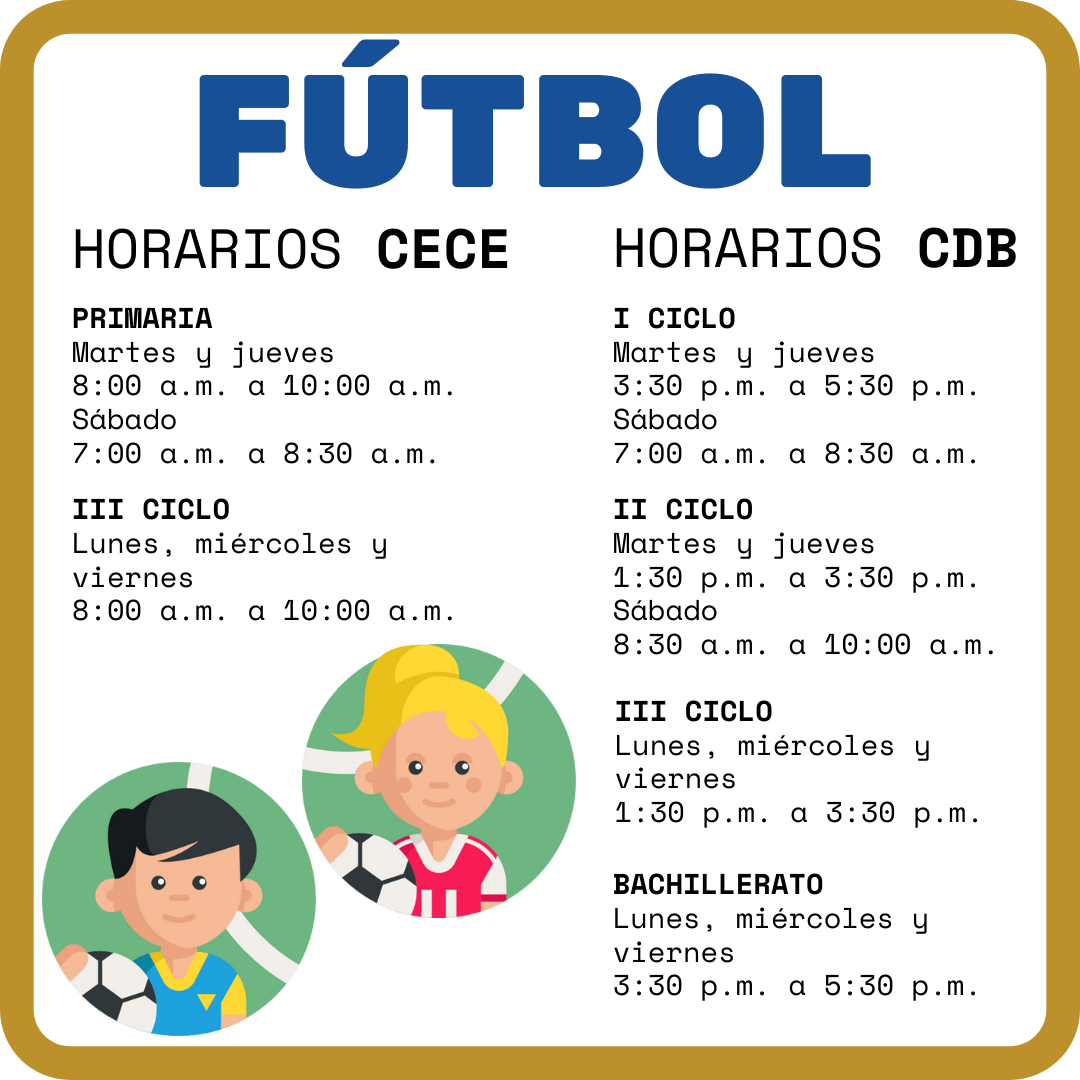 FÚTBOL
HORARIOS CECE
PRIMARIA
Martes y jueves
8:00 a.m. a 10:00 a.m.
Sábado
7:00 a.m. a 8:30 a.m.
III CICLO
Lunes, miércoles y
viernes
8:00 a.m. a 10:00 a.m.
HORARIOS CDB
I CICLO
Martes y jueves
3:30 p.m. a 5:30 p.m.
Sábado
7:00 a.m. a 8:30 a.m.
II CICLO
Martes y jueves
1:30 p.m. a 3:30 p.m.
Sábado
8:30 a.m. a 10:00 a.m.
III CICLO
Lunes, miércoles y
viernes
1:30 p.m. a 3:30 p.m.
BACHILLERATO
Lunes, miércoles y
viernes
3:30 p.m. a 5:30 p.m.